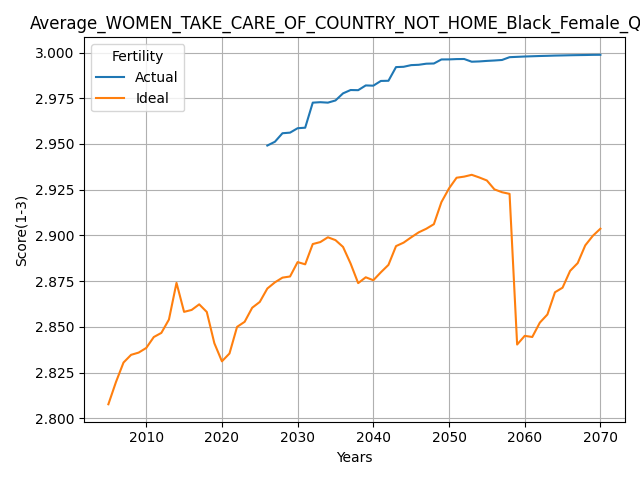 Average_WOMEN_TAKE_CARE_OF_COUNTRY_NOT_HOME_Black_Female_Q
Fertility
Actual
Ideal
3.000
2.975
2.950
2.925
2.900
2.875
2.850
2.825
2.800
Score(1-3)
2010 2020 2030 2040 2050 2060 2070
Years